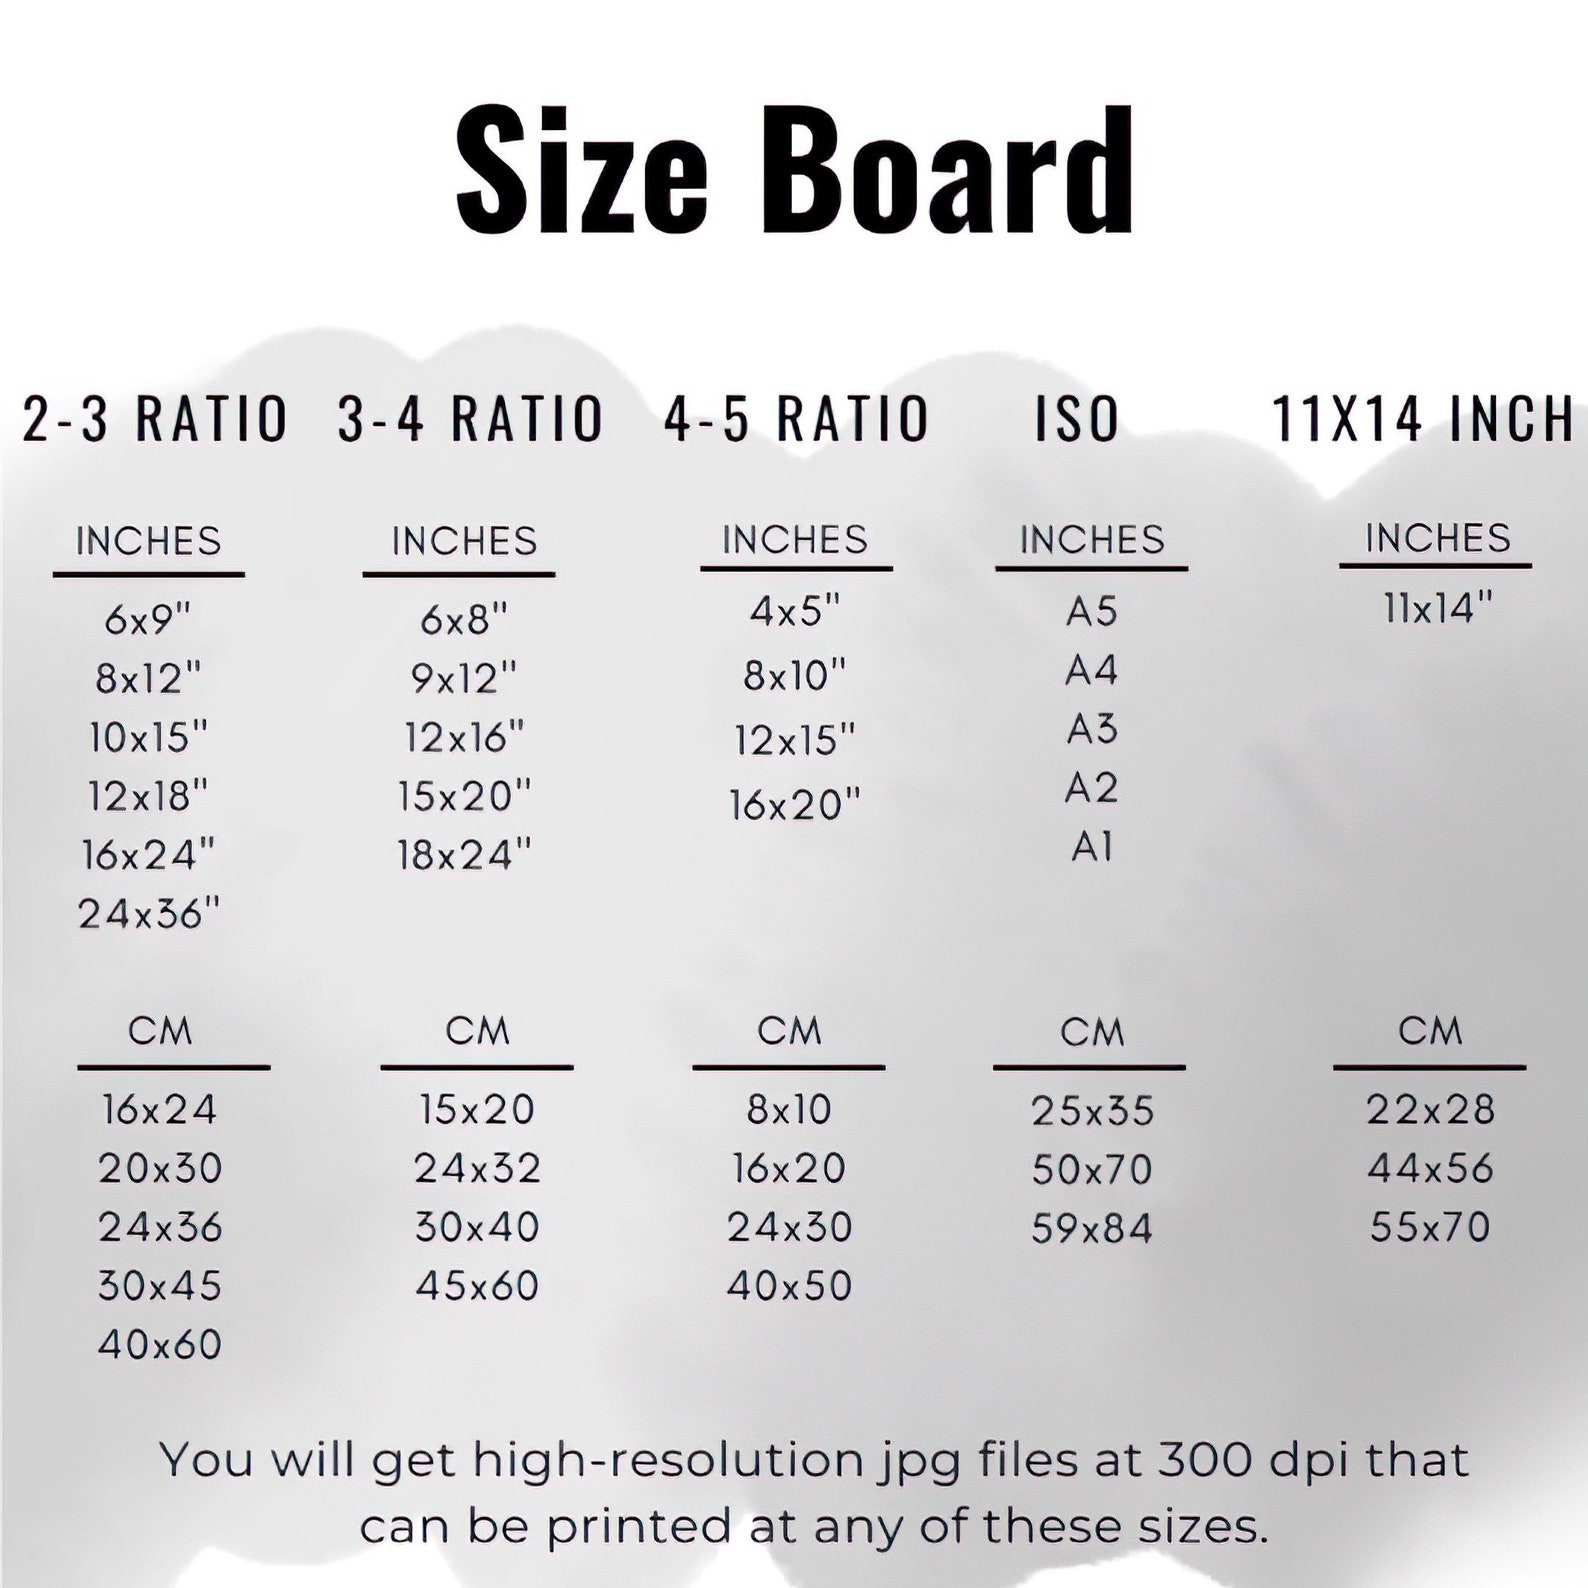 Size Board
2-3 RATIO
INCHES
6x9"
8x12"
10x15"
12x18"
16x24"
24x36"
CM
16x24
20x30
24x36
30x45
40x60
3-4 RATIO
INCHES
6x8"
9x12"
12x16"
15x20"
18x24"
CM
15x20
24x32
30x40
45x60
4-5 RATIO
INCHES
4x5"
8x10"
12x15"
16x20"
CM
8x10
16x20
24x30
40x50
ISO
INCHES
A5
A4
A3
A2
A1
CM
25x35
50x70
59x84
11X14 INCH
INCHES
11x14"
CM
22x28
44x56
55x70
You will get high-resolution jpg files at 300 dpi that
can be printed at any of these sizes.